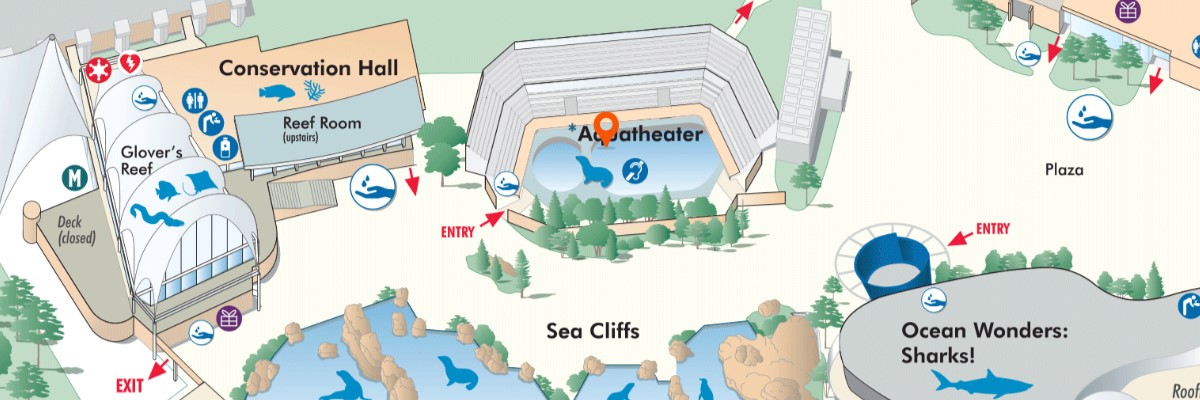 Conservation Hall
Reef Room
(upstairs)
Glover's
Reef
M
Deck
(closed)
*Aquatheater
ENTRY
Plaza
ENTRY
Sea Cliffs
Ocean Wonders:
Sharks!
EXIT
Roof